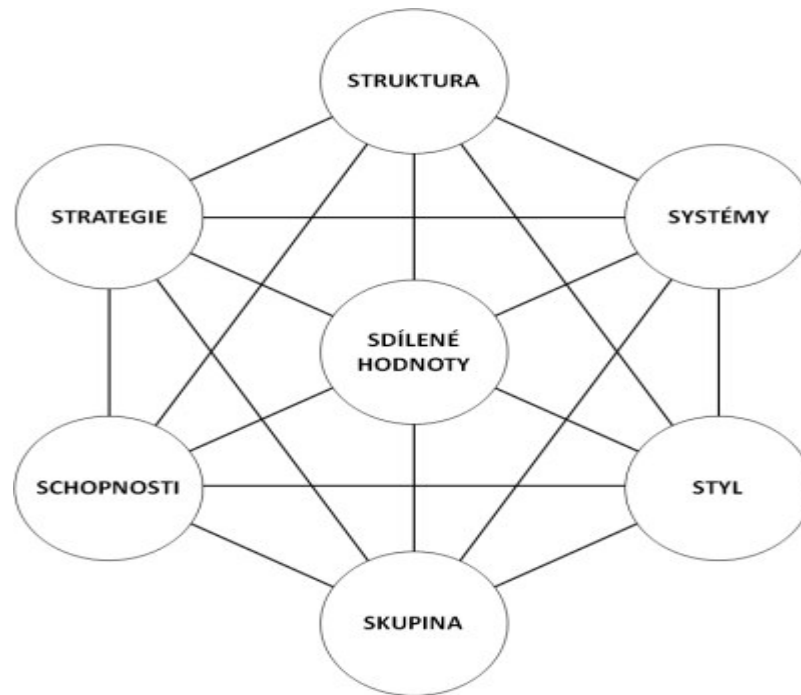 STRUKTURA
STRATEGIE
SYSTÉMY
SDÍLENÉ
HODNOTY
SCHOPNOSTI
STYL
SKUPINA